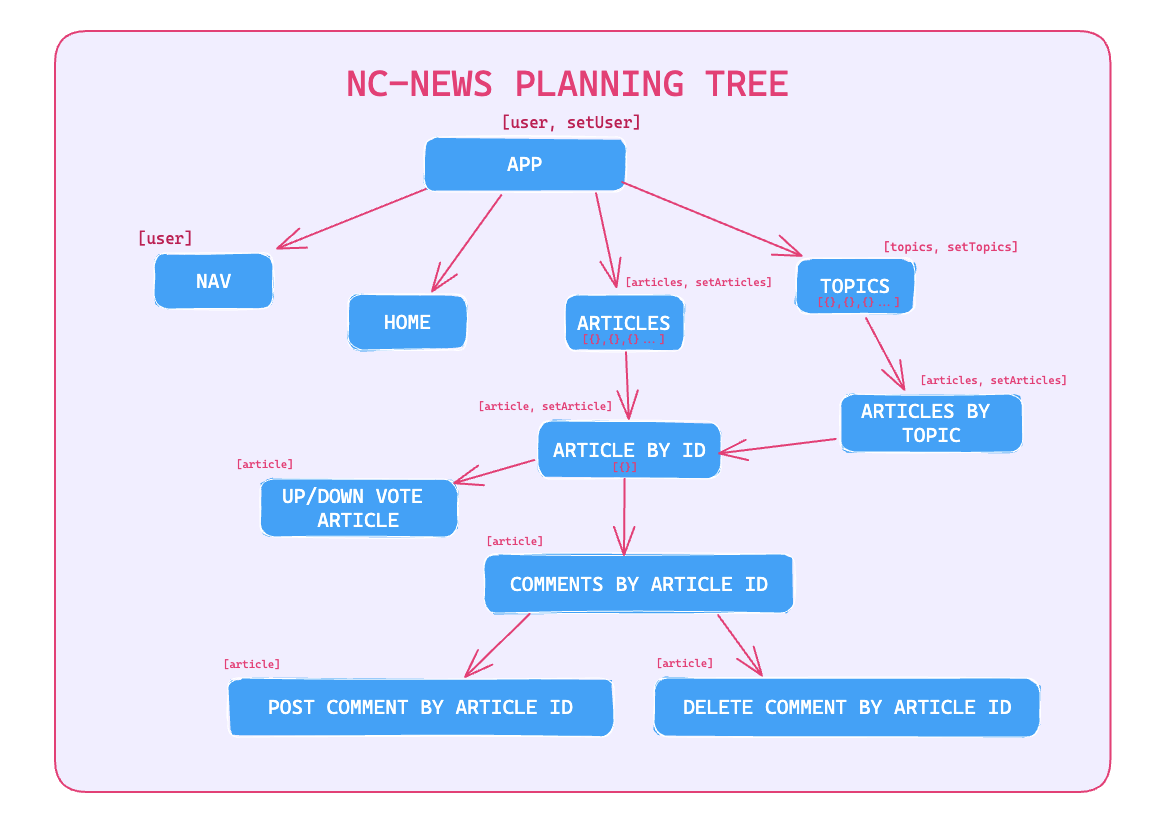 NC-NEWS PLANNING TREE
[user, setUser]
APP
[user]
NAV
HOME
[articles, setArticles]
ARTICLES
[{},{},{}...]
[topics, setTopics]
TOPICS
[{},{},{}...]
[articles, setArticles]
ARTICLES BY
TOPIC
[article, setArticle]
ARTICLE BY ID
[{}]
[article]
UP/DOWN VOTE
ARTICLE
[article]
COMMENTS BY ARTICLE ID
[article]
POST COMMENT BY ARTICLE ID
[article]
DELETE COMMENT BY ARTICLE ID